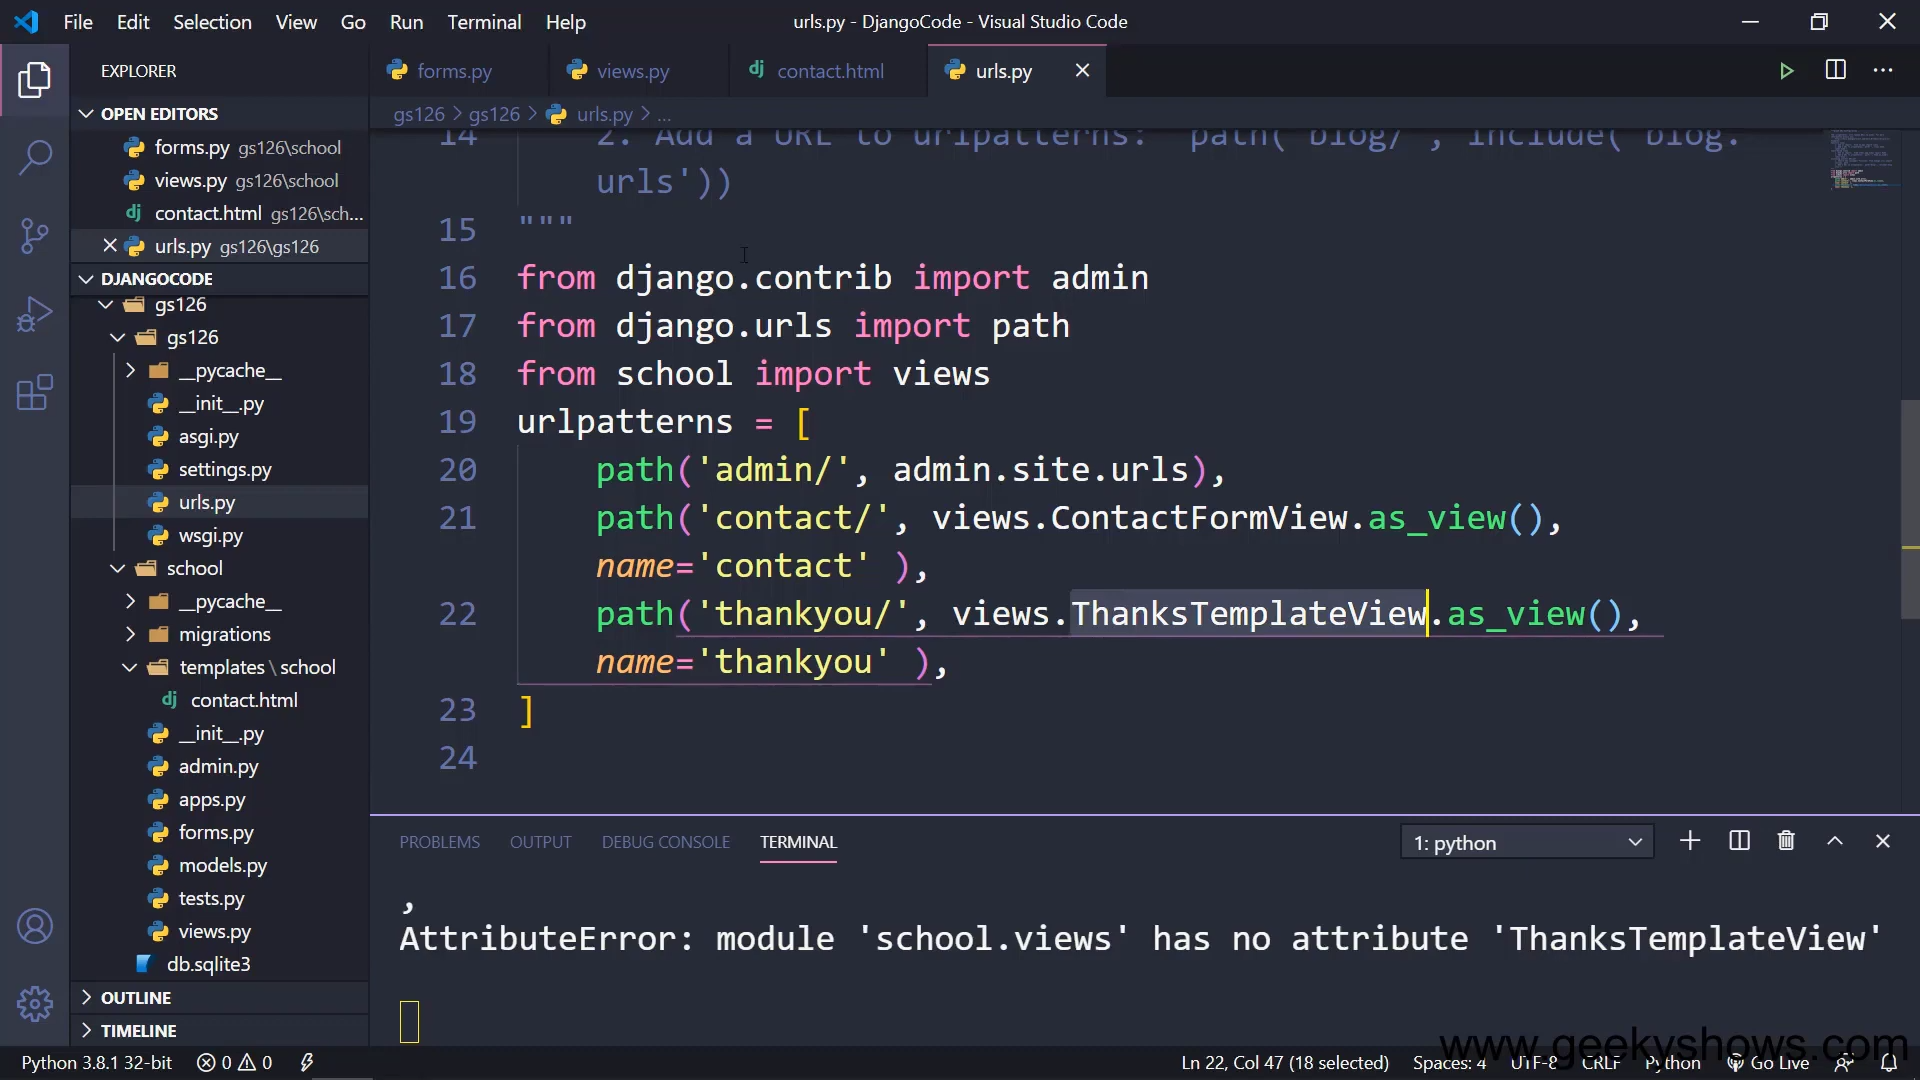 File Edit Selection View Go Run Terminal Help
urls.py - DjangoCode - Visual Studio Code
EXPLORER
OPEN EDITORS
forms.py gs126\school
views.py gs126\school
contact.html gs126\sch...
urls.py gs126\gs126
DJANGOCODE
gs126
gs126
__pycache__
__init__.py
asgi.py
settings.py
urls.py
wsgi.py
school
__pycache__
migrations
templates\school
contact.html
__init__.py
admin.py
apps.py
forms.py
models.py
tests.py
views.py
db.sqlite3
OUTLINE
TIMELINE
forms.py views.py contact.html urls.py
gs126 > gs126 > urls.py > ...
14 2. Add a URL to urlpatterns: path('blog/', include('blog.
urls'))
15 """
16 from django.contrib import admin
17 from django.urls import path
18 from school import views
19 urlpatterns = [
20 path('admin/', admin.site.urls),
21 path('contact/', views.ContactFormView.as_view(),
name='contact' ),
22 path('thankyou/', views.ThanksTemplateView.as_view(),
name='thankyou' ),
23 ]
24
PROBLEMS OUTPUT DEBUG CONSOLE TERMINAL 1: python
,
AttributeError: module 'school.views' has no attribute 'ThanksTemplateView'
www.geekyshows.com
Python 3.8.1 32-bit 0 0 Ln 22, Col 47 (18 selected) Spaces: 4 UTF-8 CRLF Python Go Live